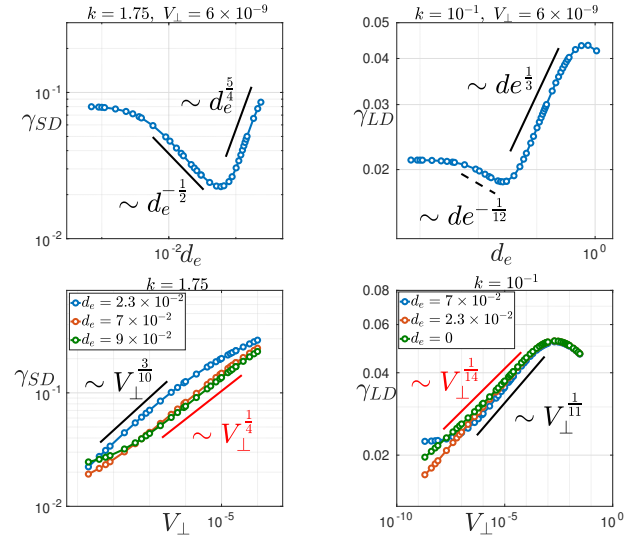 k = 1.75, V⊥ = 6 × 10⁻⁹
10⁻¹
γ_SD
∼ d_e^{5/4}
∼ d_e^{-1/2}
10⁻²
10⁻²
d_e
k = 10⁻¹, V⊥ = 6 × 10⁻⁹
0.05
0.04
γ_LD
0.03
∼ de^{1/3}
0.02
∼ de^{-1/12}
d_e
10⁰
k = 1.75
d_e = 2.3 × 10⁻²
d_e = 7 × 10⁻²
d_e = 9 × 10⁻²
γ_SD
10⁻¹
∼ V⊥^{3/10}
∼ V⊥^{1/4}
10⁻²
V⊥
10⁻⁵
k = 10⁻¹
0.08
d_e = 7 × 10⁻²
d_e = 2.3 × 10⁻²
d_e = 0
0.06
γ_LD
0.04
∼ V⊥^{1/14}
∼ V⊥^{1/11}
0.02
10⁻¹⁰
V⊥
10⁻⁵
10⁰